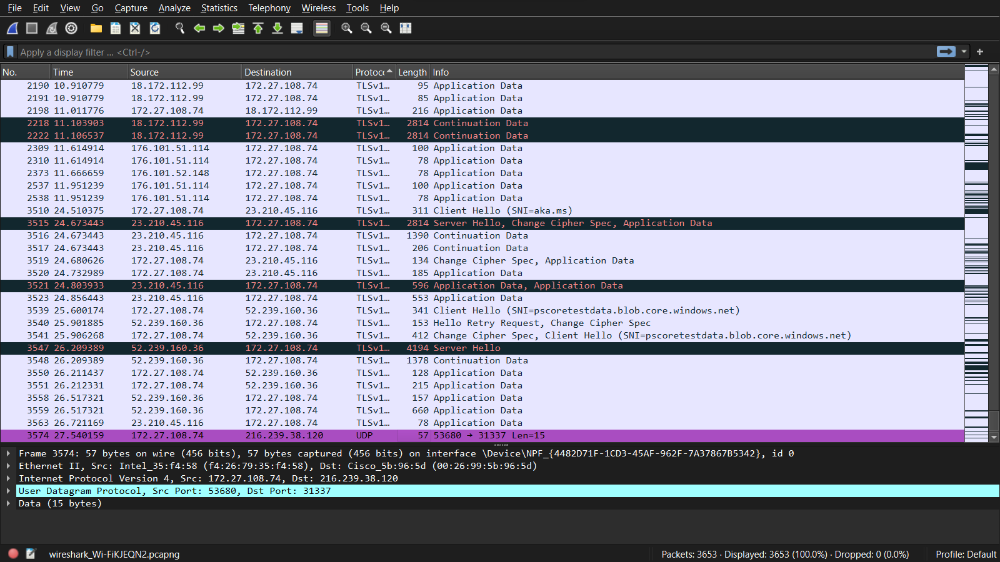 File Edit View Go Capture Analyze Statistics Telephony Wireless Tools Help
Apply a display filter ... <Ctrl-/>
No. Time Source Destination Protoc Length Info
2190 10.910779 18.172.112.99 172.27.108.74 TLSv1… 95 Application Data
2191 10.910779 18.172.112.99 172.27.108.74 TLSv1… 85 Application Data
2198 11.011776 172.27.108.74 18.172.112.99 TLSv1… 216 Application Data
2218 11.103903 18.172.112.99 172.27.108.74 TLSv1… 2814 Continuation Data
2222 11.106537 18.172.112.99 172.27.108.74 TLSv1… 2814 Continuation Data
2309 11.614914 176.101.51.114 172.27.108.74 TLSv1… 100 Application Data
2310 11.614914 176.101.51.114 172.27.108.74 TLSv1… 78 Application Data
2373 11.666659 176.101.52.148 172.27.108.74 TLSv1… 78 Application Data
2537 11.951239 176.101.51.114 172.27.108.74 TLSv1… 100 Application Data
2538 11.951239 176.101.51.114 172.27.108.74 TLSv1… 78 Application Data
3510 24.510375 172.27.108.74 23.210.45.116 TLSv1… 311 Client Hello (SNI=aka.ms)
3515 24.673443 23.210.45.116 172.27.108.74 TLSv1… 2814 Server Hello, Change Cipher Spec, Application Data
3516 24.673443 23.210.45.116 172.27.108.74 TLSv1… 1390 Continuation Data
3517 24.673443 23.210.45.116 172.27.108.74 TLSv1… 206 Continuation Data
3519 24.680626 172.27.108.74 23.210.45.116 TLSv1… 134 Change Cipher Spec, Application Data
3520 24.732989 172.27.108.74 23.210.45.116 TLSv1… 185 Application Data
3521 24.803933 23.210.45.116 172.27.108.74 TLSv1… 596 Application Data, Application Data
3523 24.856443 23.210.45.116 172.27.108.74 TLSv1… 553 Application Data
3539 25.600174 172.27.108.74 52.239.160.36 TLSv1… 341 Client Hello (SNI=pscoretestdata.blob.core.windows.net)
3540 25.901885 52.239.160.36 172.27.108.74 TLSv1… 153 Hello Retry Request, Change Cipher Spec
3541 25.906268 172.27.108.74 52.239.160.36 TLSv1… 412 Change Cipher Spec, Client Hello (SNI=pscoretestdata.blob.core.windows.net)
3547 26.209389 52.239.160.36 172.27.108.74 TLSv1… 4194 Server Hello
3548 26.209389 52.239.160.36 172.27.108.74 TLSv1… 1378 Continuation Data
3550 26.211437 172.27.108.74 52.239.160.36 TLSv1… 128 Application Data
3551 26.212331 172.27.108.74 52.239.160.36 TLSv1… 215 Application Data
3558 26.517321 52.239.160.36 172.27.108.74 TLSv1… 157 Application Data
3559 26.517321 52.239.160.36 172.27.108.74 TLSv1… 660 Application Data
3563 26.721169 23.210.45.116 172.27.108.74 TLSv1… 78 Application Data
3574 27.540159 172.27.108.74 216.239.38.120 UDP 57 53680 → 31337 Len=15
Frame 3574: 57 bytes on wire (456 bits), 57 bytes captured (456 bits) on interface \Device\NPF_{4482D71F-1CD3-45AF-962F-7A37867B5342}, id 0
Ethernet II, Src: Intel_35:f4:58 (f4:26:79:35:f4:58), Dst: Cisco_5b:96:5d (00:26:99:5b:96:5d)
Internet Protocol Version 4, Src: 172.27.108.74, Dst: 216.239.38.120
User Datagram Protocol, Src Port: 53680, Dst Port: 31337
Data (15 bytes)
wireshark_Wi-FiKJEQN2.pcapng Packets: 3653 · Displayed: 3653 (100.0%) · Dropped: 0 (0.0%) Profile: Default